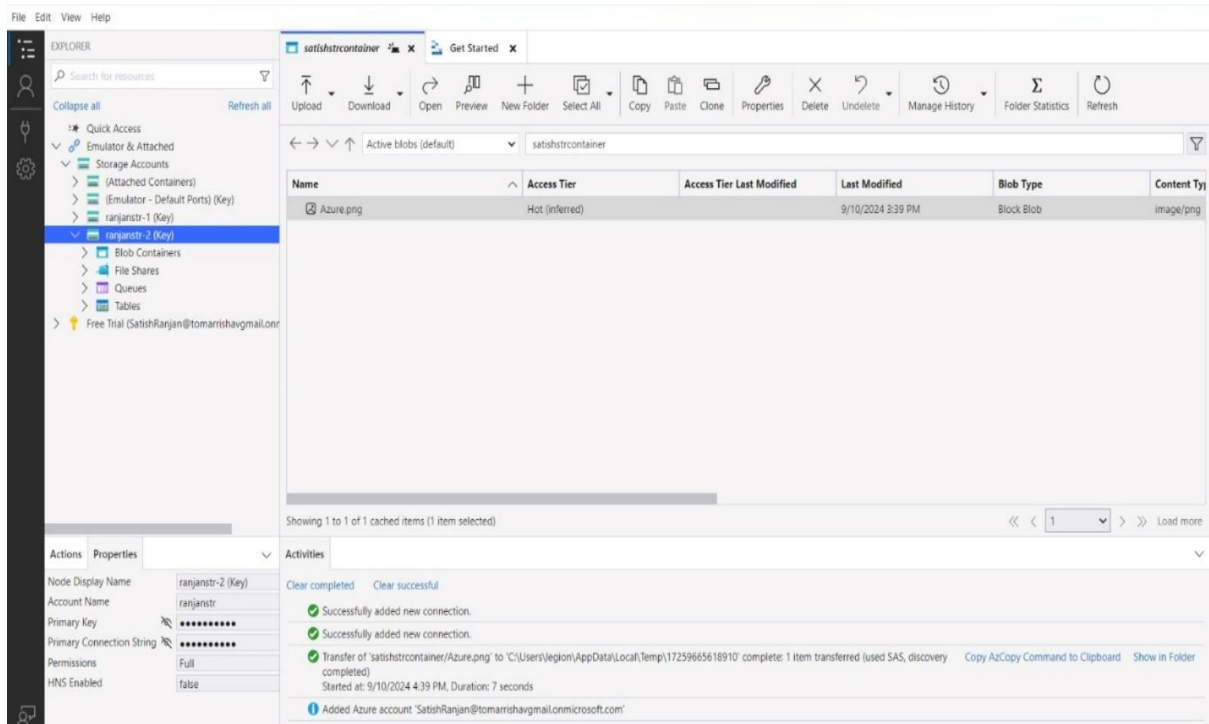 File Edit View Help
EXPLORER
Search for resources
Collapse all Refresh all
Quick Access
Emulator & Attached
Storage Accounts
(Attached Containers)
(Emulator - Default Ports) (Key)
ranjanstr-1 (Key)
ranjanstr-2 (Key)
Blob Containers
File Shares
Queues
Tables
Free Trial (SatishRanjan@tomarrishavgmail.onr
satishstrcontainer Get Started
Upload Download Open Preview New Folder Select All Copy Paste Clone Properties Delete Undelete Manage History Folder Statistics Refresh
Active blobs (default) satishstrcontainer
Name Access Tier Access Tier Last Modified Last Modified Blob Type Content Typ
Azure.png Hot (inferred) 9/10/2024 3:39 PM Block Blob image/png
Showing 1 to 1 of 1 cached items (1 item selected) 1 Load more
Actions Properties
Node Display Name ranjanstr-2 (Key)
Account Name ranjanstr
Primary Key
Primary Connection String
Permissions Full
HNS Enabled false
Activities
Clear completed Clear successful
Successfully added new connection.
Successfully added new connection.
Transfer of 'satishstrcontainer/Azure.png' to 'C:\Users\legion\AppData\Local\Temp\17259665618910' complete: 1 item transferred (used SAS, discovery Copy AzCopy Command to Clipboard Show in Folder
completed)
Started at: 9/10/2024 4:39 PM, Duration: 7 seconds
Added Azure account 'SatishRanjan@tomarrishavgmail.onmicrosoft.com'